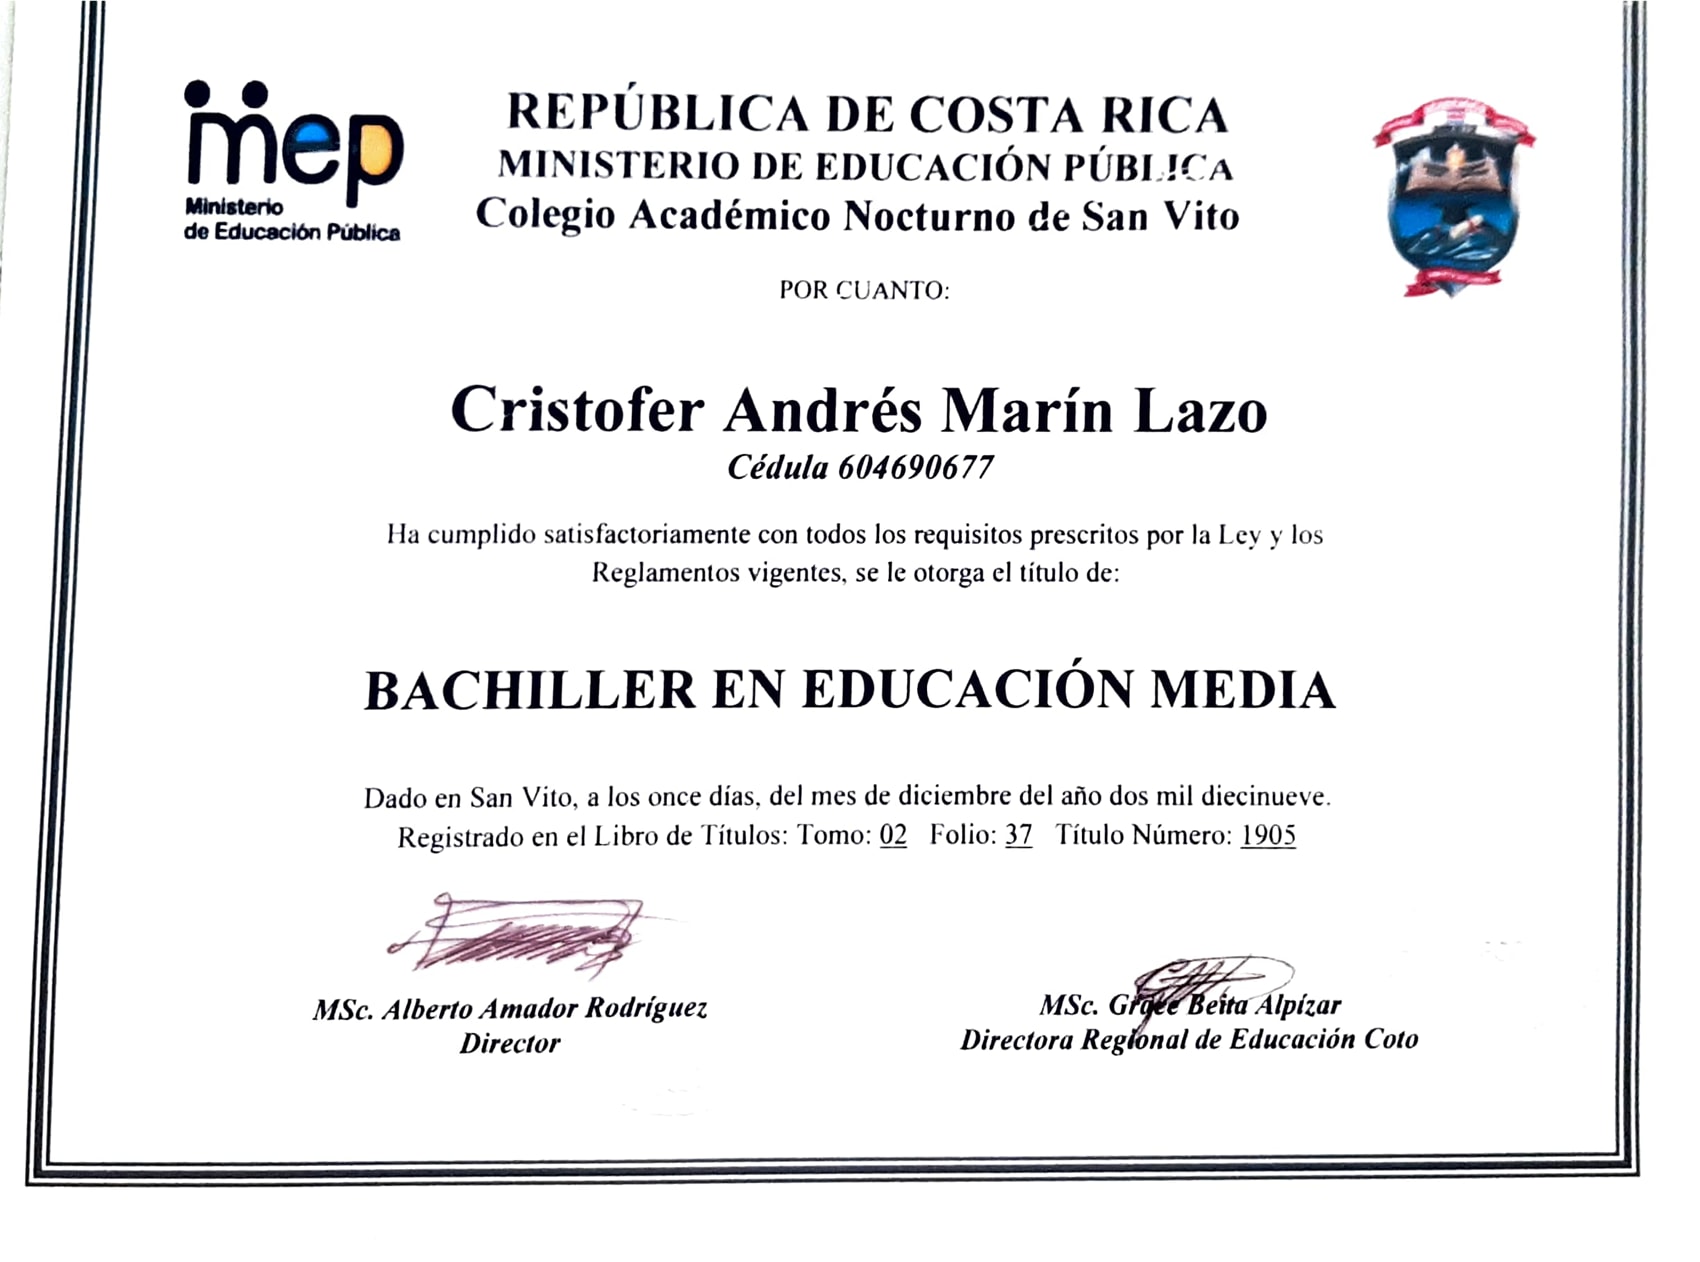 mep
Ministerio
de Educación Pública
REPÚBLICA DE COSTA RICA
MINISTERIO DE EDUCACIÓN PÚBLICA
Colegio Académico Nocturno de San Vito
POR CUANTO:
Cristofer Andrés Marín Lazo
Cédula 604690677
Ha cumplido satisfactoriamente con todos los requisitos prescritos por la Ley y los
Reglamentos vigentes, se le otorga el título de:
BACHILLER EN EDUCACIÓN MEDIA
Dado en San Vito, a los once días, del mes de diciembre del año dos mil diecinueve.
Registrado en el Libro de Títulos: Tomo: 02 Folio: 37 Título Número: 1905
MSc. Alberto Amador Rodríguez
Director
MSc. Grace Beita Alpízar
Directora Regional de Educación Coto